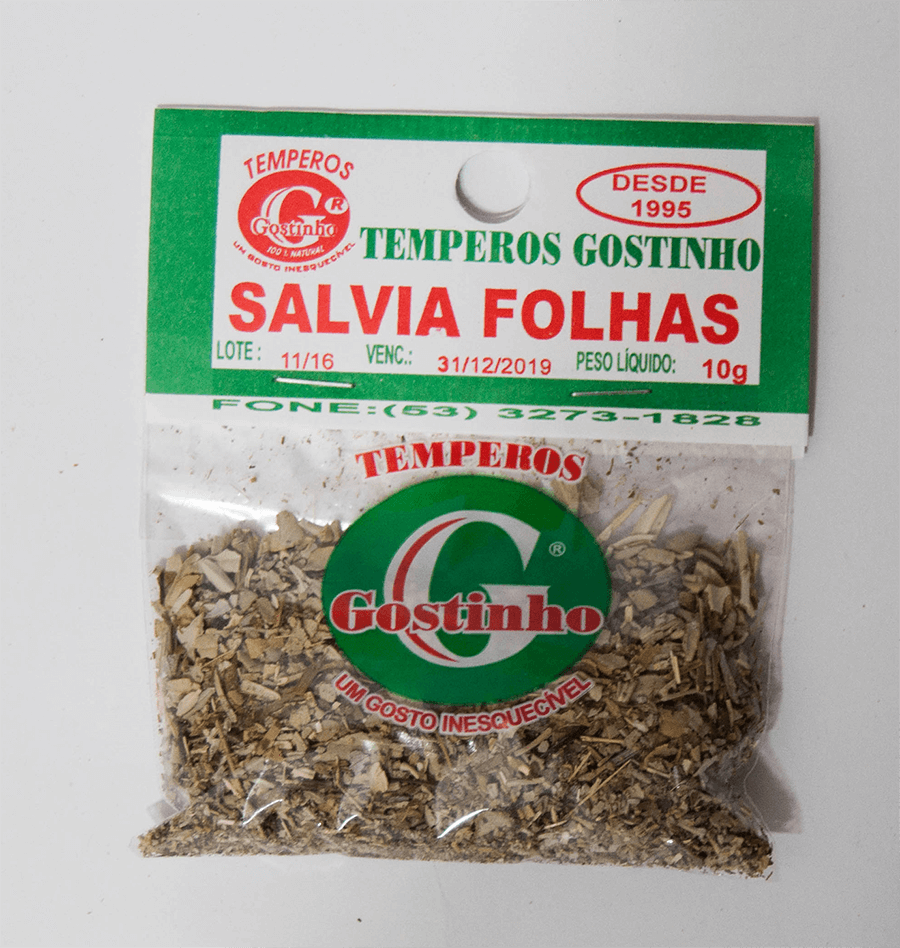 TEMPEROS
Gostinho ®
100% NATURAL
UM GOSTO INESQUECÍVEL
DESDE
1995
TEMPEROS GOSTINHO
SALVIA FOLHAS
LOTE: 11/16 VENC.: 31/12/2019 PESO LÍQUIDO: 10g
FONE:(53) 3273-1828
TEMPEROS
G ®
Gostinho
UM GOSTO INESQUECÍVEL